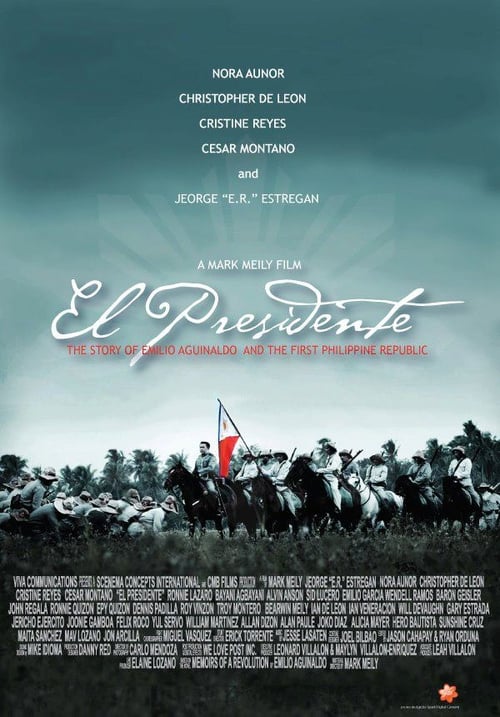 NORA AUNOR
CHRISTOPHER DE LEON
CRISTINE REYES
CESAR MONTANO
and
JEORGE "E.R." ESTREGAN
A MARK MEILY FILM
El Presidente
THE STORY OF EMILIO AGUINALDO AND THE FIRST PHILIPPINE REPUBLIC
VIVA COMMUNICATIONS SCENEMA CONCEPTS INTERNATIONAL CMB FILMS MARK MEILY JEORGE "E.R." ESTREGAN NORA AUNOR CHRISTOPHER DE LEON
CRISTINE REYES CESAR MONTANO "EL PRESIDENTE" RONNIE LAZARO BAYANI AGBAYANI ALVIN ANSON SID LUCERO EMILIO GARCIA WENDELL RAMOS BARON GEISLER
JOHN REGALA RONNIE QUIZON EPY QUIZON DENNIS PADILLA ROY VINZON TROY MONTERO BEARWIN MEILY IAN DE LEON IAN VENERACION WILL DEVAUGHN GARY ESTRADA
JERICHO EJERCITO JOONEE GAMBOA FELIX ROCO YUL SERVO WILLIAM MARTINEZ ALLAN DIZON ALAN PAULE JOKO DIAZ ALICIA MAYER HERO BAUTISTA SUNSHINE CRUZ
MAITA SANCHEZ MAV LOZANO JON ARCILLA MIGUEL VASQUEZ ERICK TORRENTE JESSE LASATEN JOEL BILBAO JASON CAHAPAY & RYAN ORDUNA
MIKE IDIOMA DANNY RED CARLO MENDOZA WE LOVE POST INC. LEONARD VILLALON & MAYVYN VILLALON-ENRIQUEZ LEAH VILLALON
ELAINE LOZANO MEMOIRS OF A REVOLUTION EMILIO AGUINALDO MARK MEILY